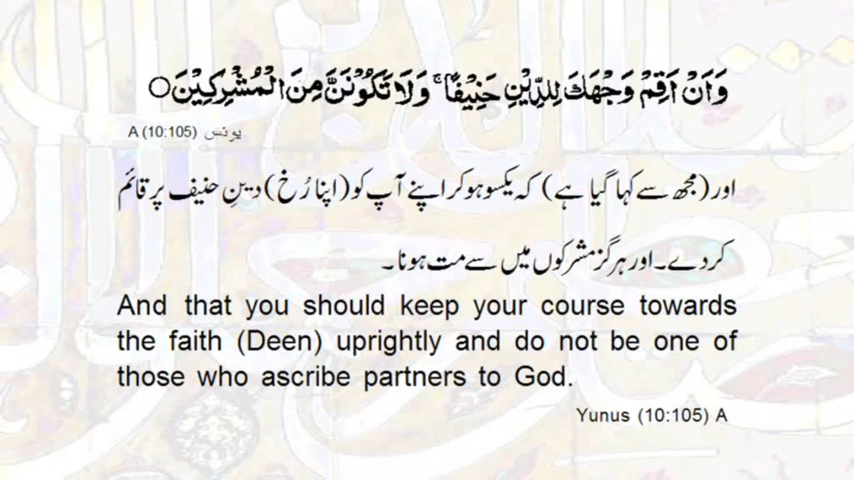 وَاَنْ اَقِمْ وَجْهَكَ لِلدِّيْنِ حَنِيْفًا ۚ وَلَا تَكُوْنَنَّ مِنَ الْمُشْرِكِيْنَ ○
یونس (10:105) A
اور (مجھ سے کہا گیا ہے) کہ یکسو ہو کر اپنے آپ کو (اپنا رُخ) دینِ حنیف پر قائم
کر دے۔ اور ہرگز مشرکوں میں سے مت ہونا۔
And that you should keep your course towards
the faith (Deen) uprightly and do not be one of
those who ascribe partners to God.
Yunus (10:105) A